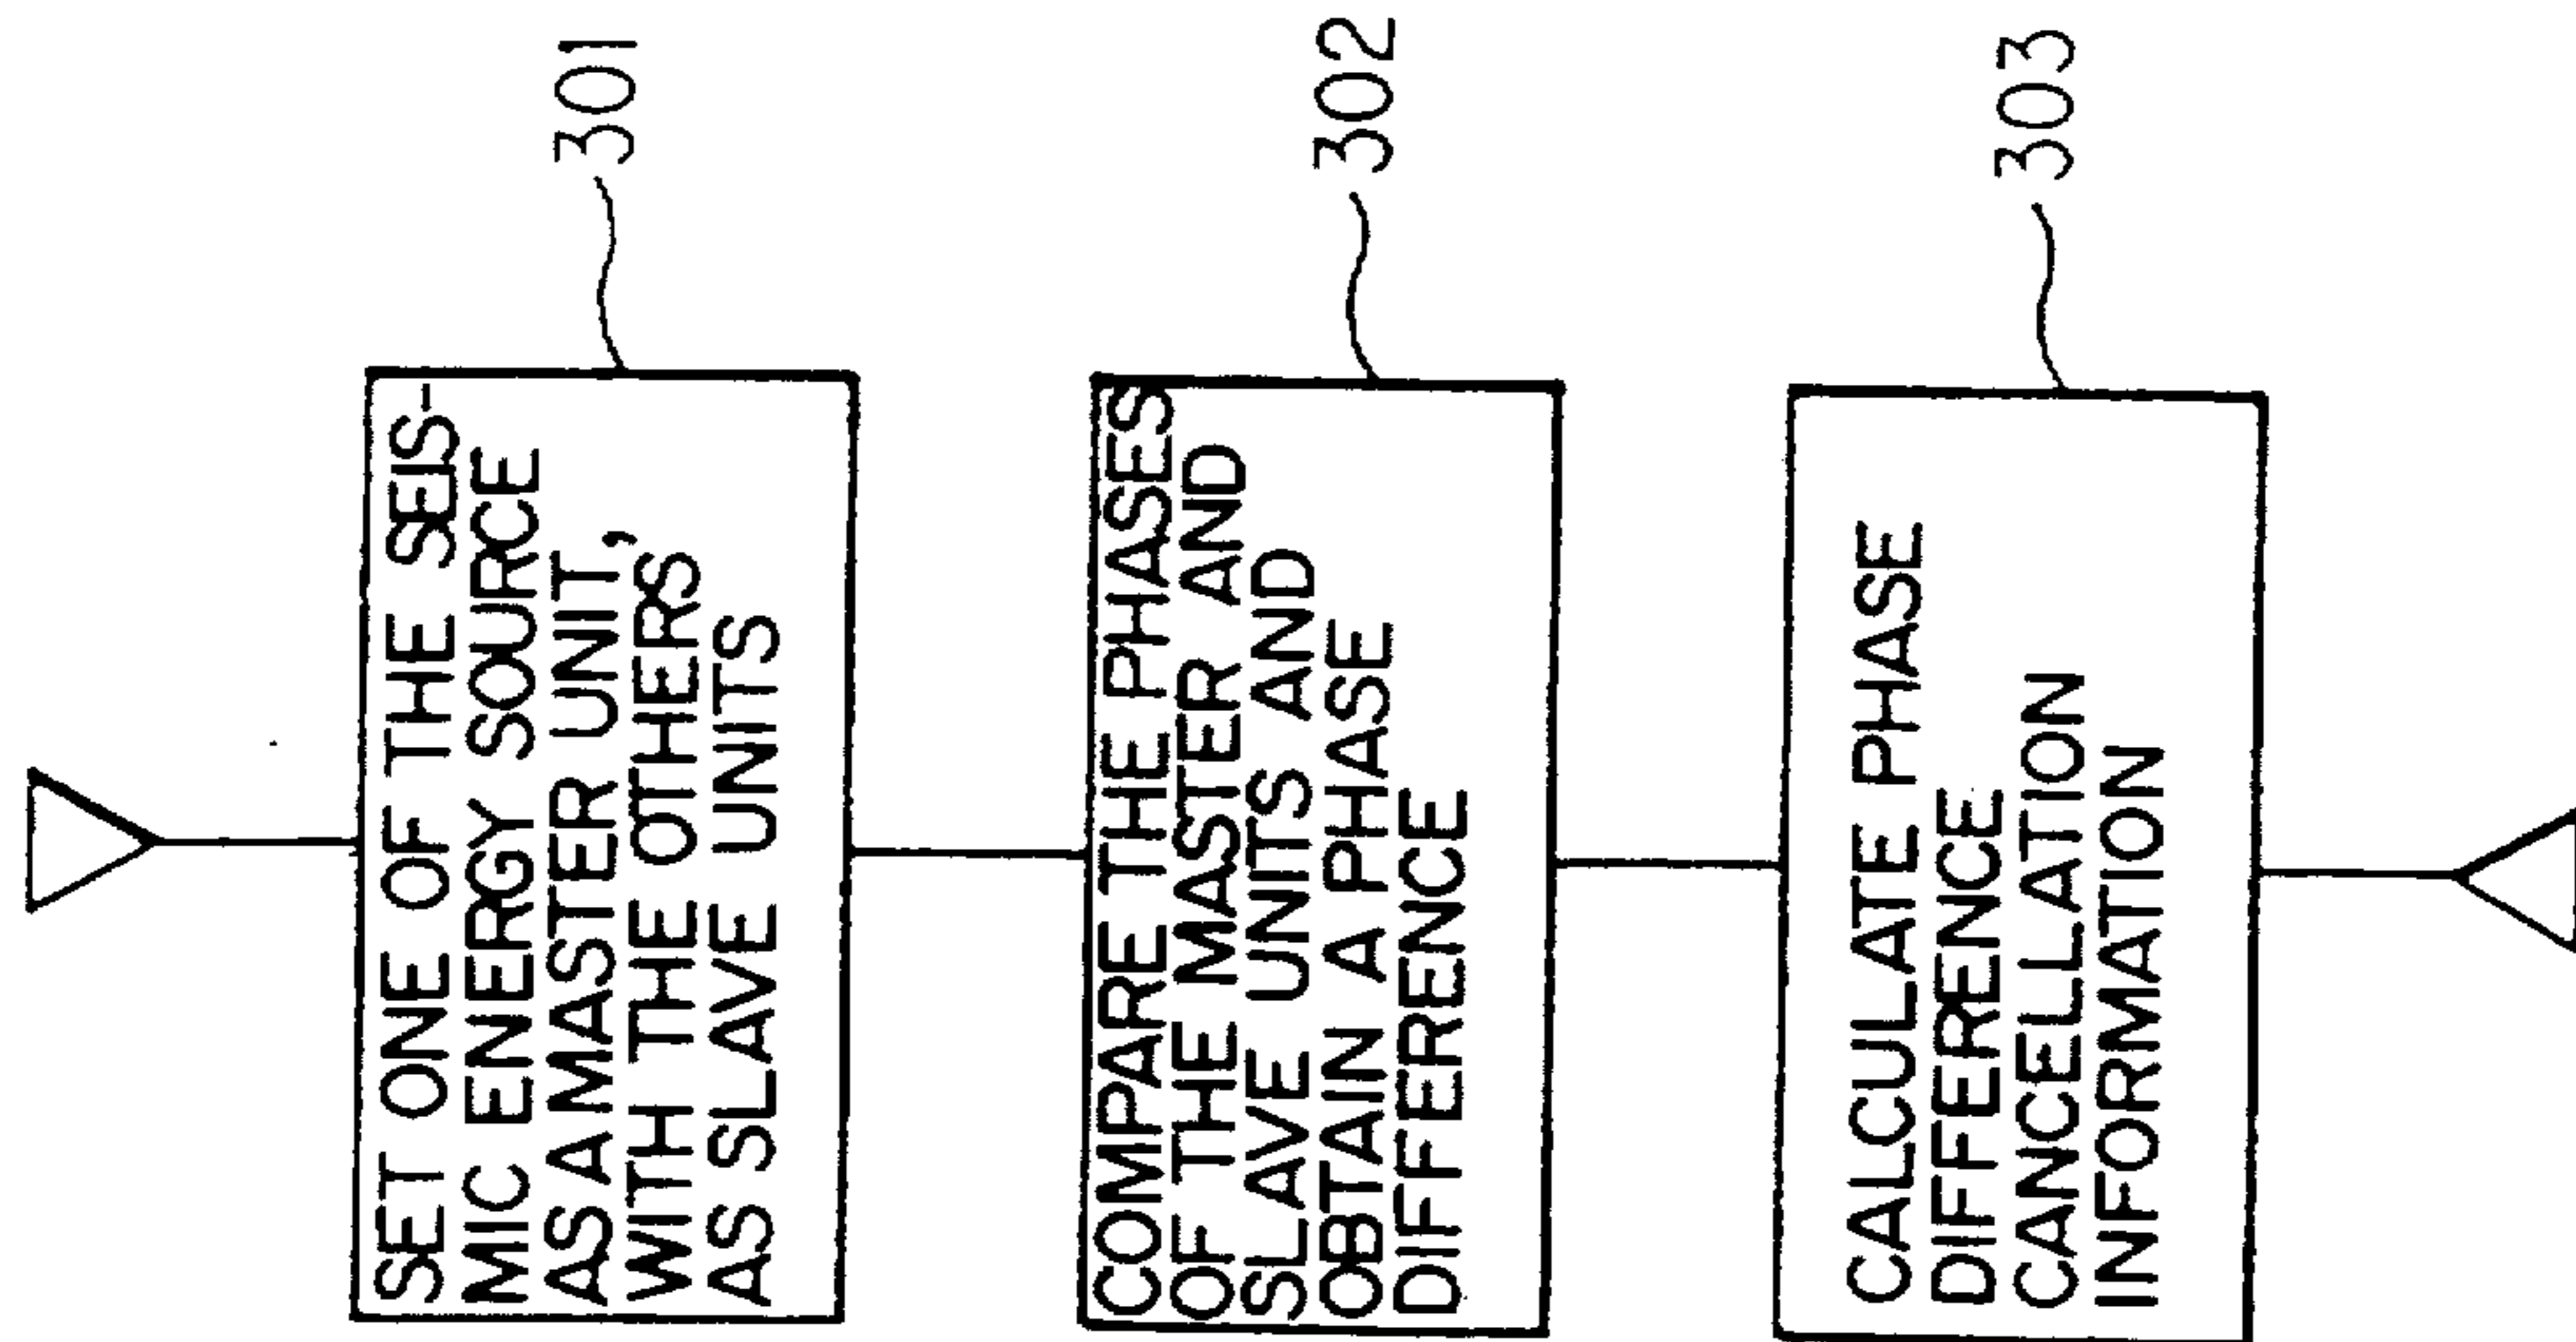 SET ONE OF THE SEIS-
MIC ENERGY SOURCE
AS A MASTER UNIT,
WITH THE OTHERS
AS SLAVE UNITS
301
COMPARE THE PHASES
OF THE MASTER AND
SLAVE UNITS AND
OBTAIN A PHASE
DIFFERENCE
302
CALCULATE PHASE
DIFFERENCE
CANCELLATION
INFORMATION
303